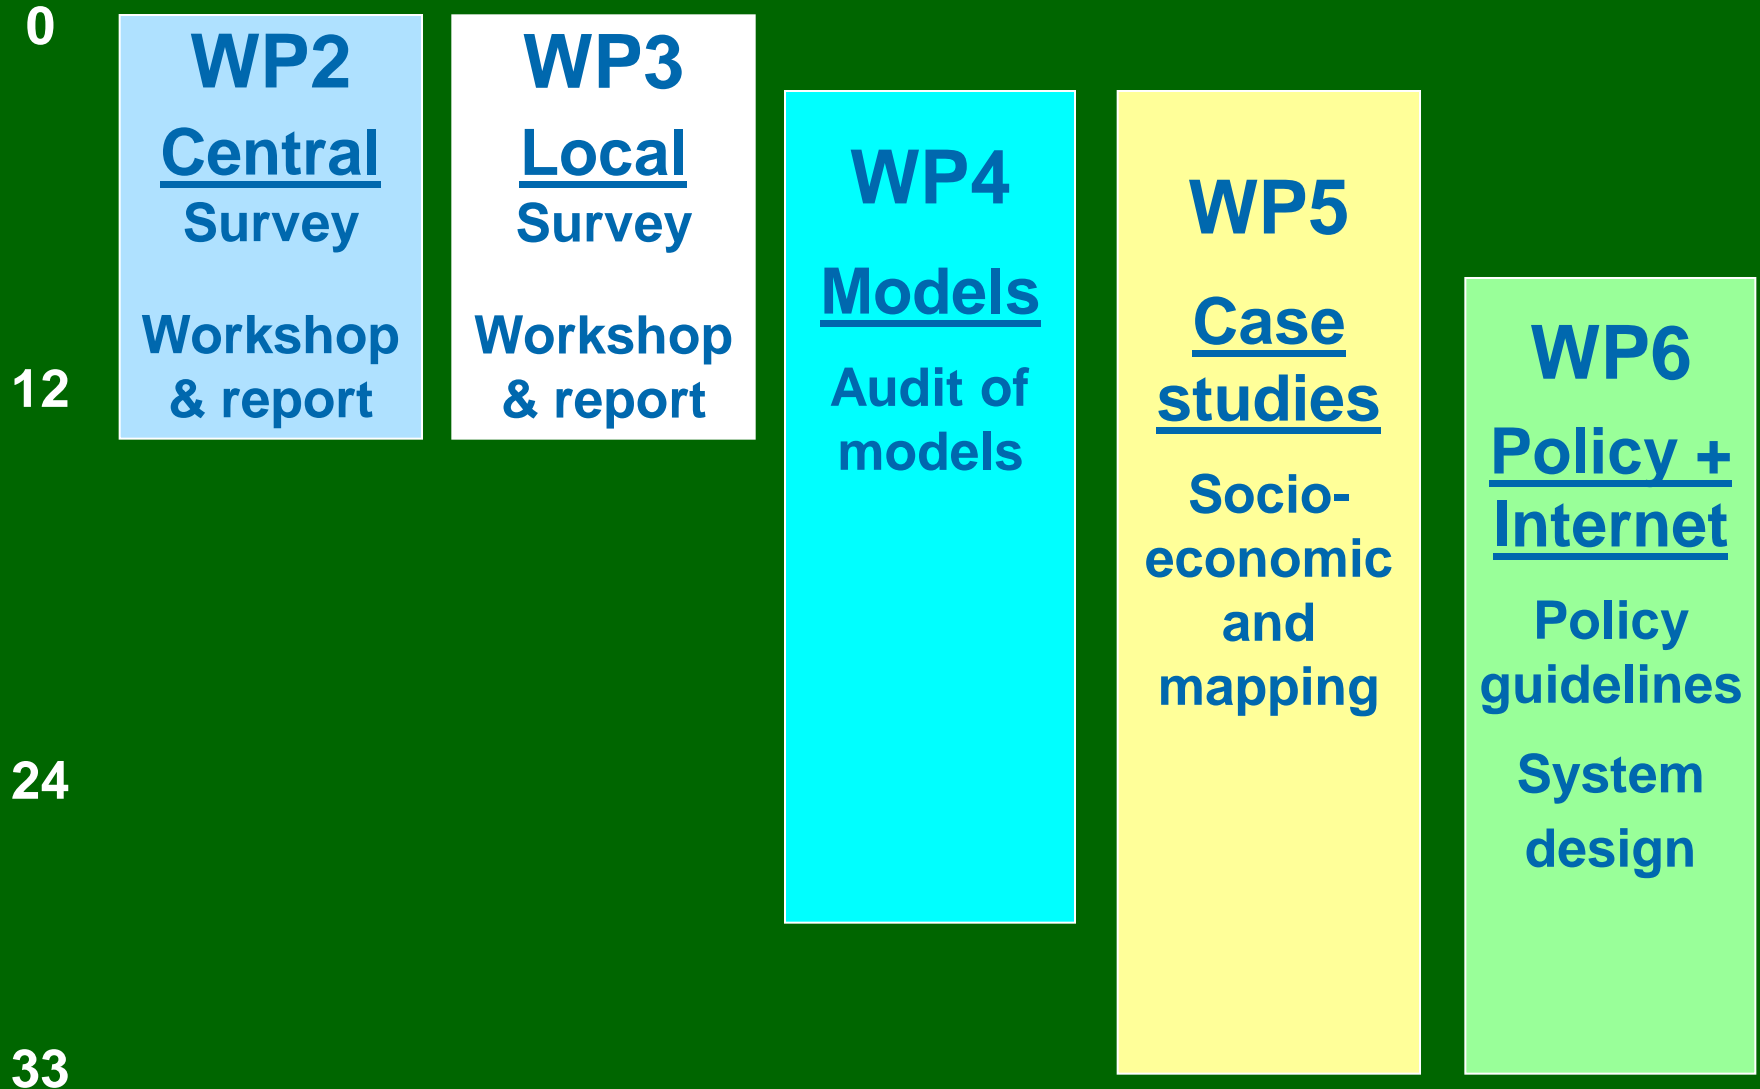 0
12
24
33
WP2
Central
Survey
Workshop
& report
WP3
Local
Survey
Workshop
& report
WP4
Models
Audit of
models
WP5
Case
studies
Socio-
economic
and
mapping
WP6
Policy +
Internet
Policy
guidelines
System
design